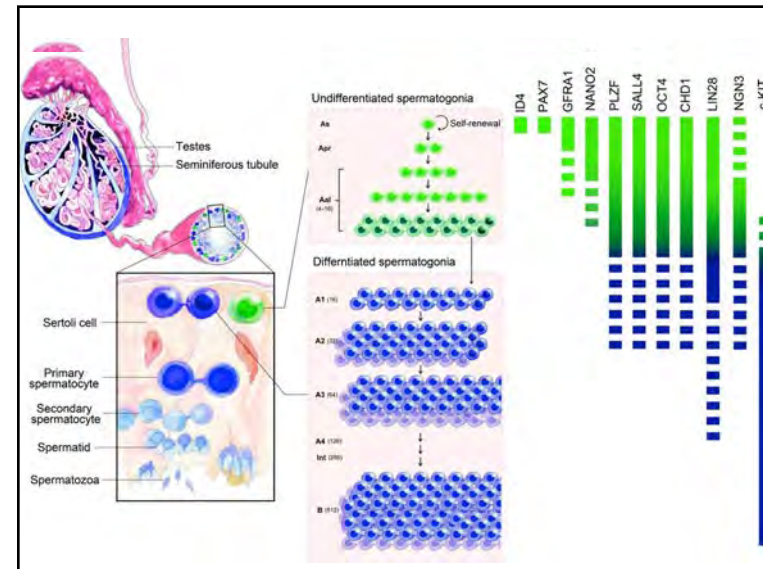 Testes
Seminiferous tubule
Sertoli cell
Primary
spermatocyte
Secondary
spermatocyte
Spermatid
Spermatozoa
Undifferentiated spermatogonia
As
Self-renewal
Apr
Aal
(4–16)
Differntiated spermatogonia
A1 (16)
A2 (32)
A3 (64)
A4 (128)
Int (256)
B (512)
ID4
PAX7
GFRA1
NANO2
PLZF
SALL4
OCT4
CHD1
LIN28
NGN3
c-KIT